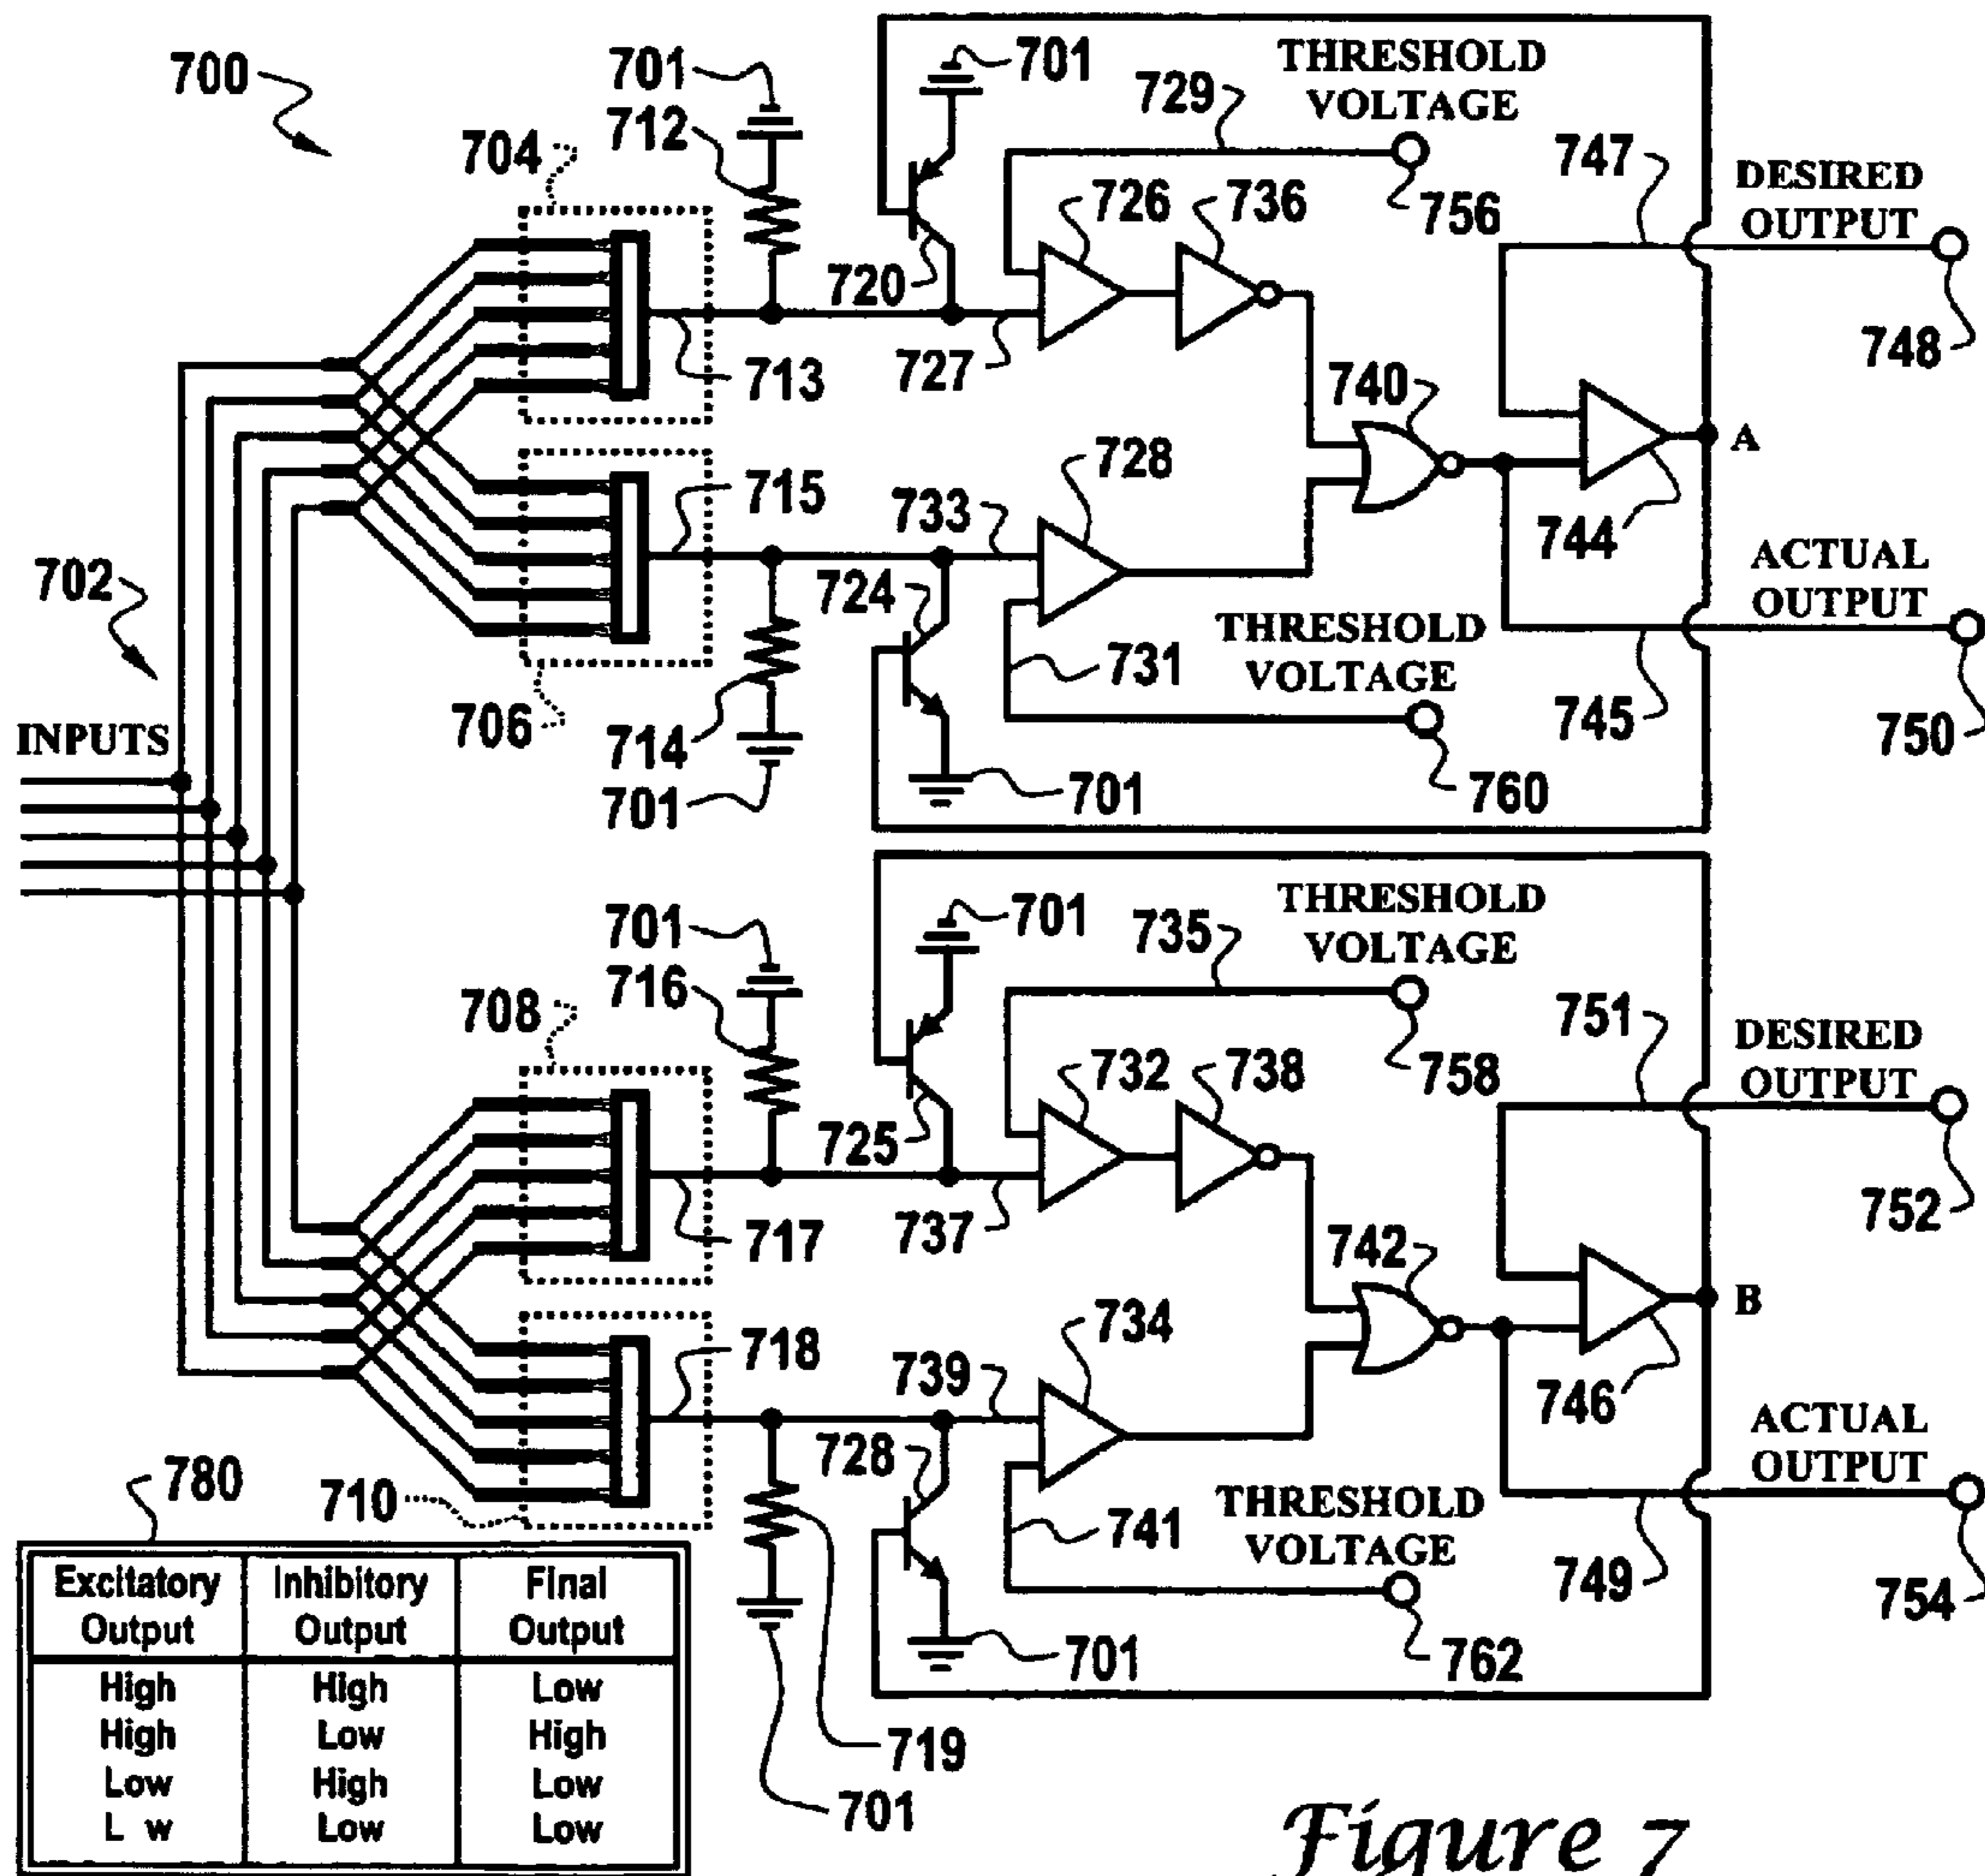 700
701
712
704
701
729
THRESHOLD
VOLTAGE
747
DESIRED
OUTPUT
726
736
756
720
748
713
727
740
728
A
715
733
744
702
724
ACTUAL
OUTPUT
THRESHOLD
VOLTAGE
731
706
714
745
750
INPUTS
701
701
760
701
716
701
735
THRESHOLD
VOLTAGE
708
751
DESIRED
OUTPUT
732
738
758
725
752
717
737
742
B
734
718
739
746
728
ACTUAL
OUTPUT
780
710
741
THRESHOLD
VOLTAGE
749
754
701
762
Excitatory Output Inhibitory Output Final Output
High High Low
High Low High
Low High Low
L w Low Low
719
701
Figure 7